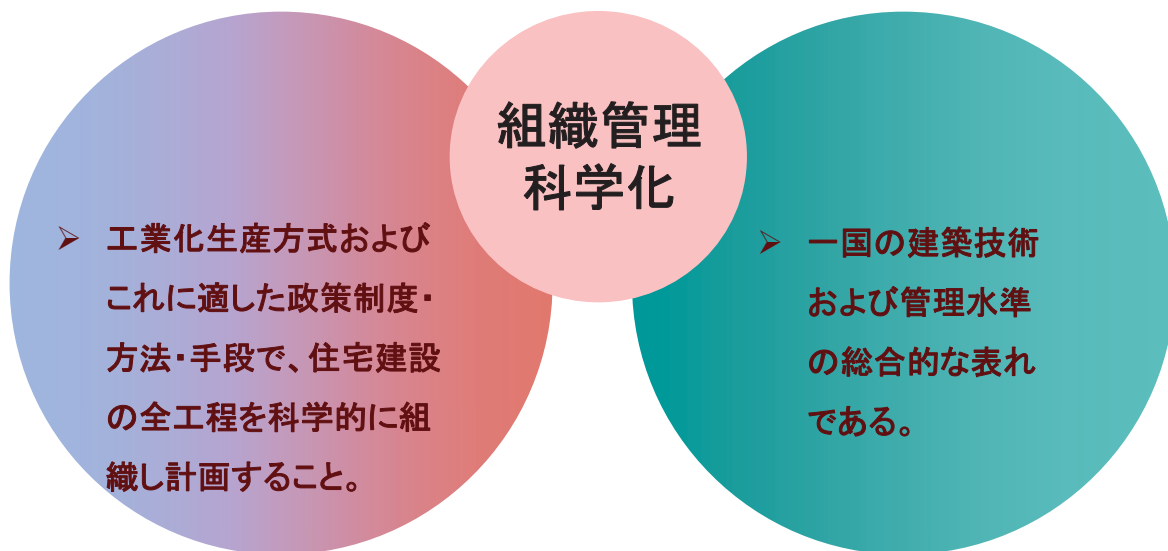 組織管理
科学化
➢ 工業化生産方式および
これに適した政策制度・
方法・手段で、住宅建設
の全工程を科学的に組
織し計画すること。
➢ 一国の建築技術
および管理水準
の総合的な表れ
である。